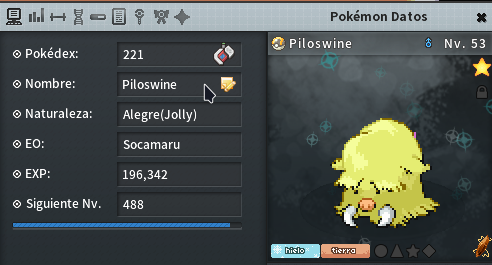 Pokémon Datos
Pokédex: 221
Nombre: Piloswine
Naturaleza: Alegre(Jolly)
EO: Socamaru
EXP: 196,342
Siguiente Nv. 488
Piloswine Nv. 53
hielo tierra